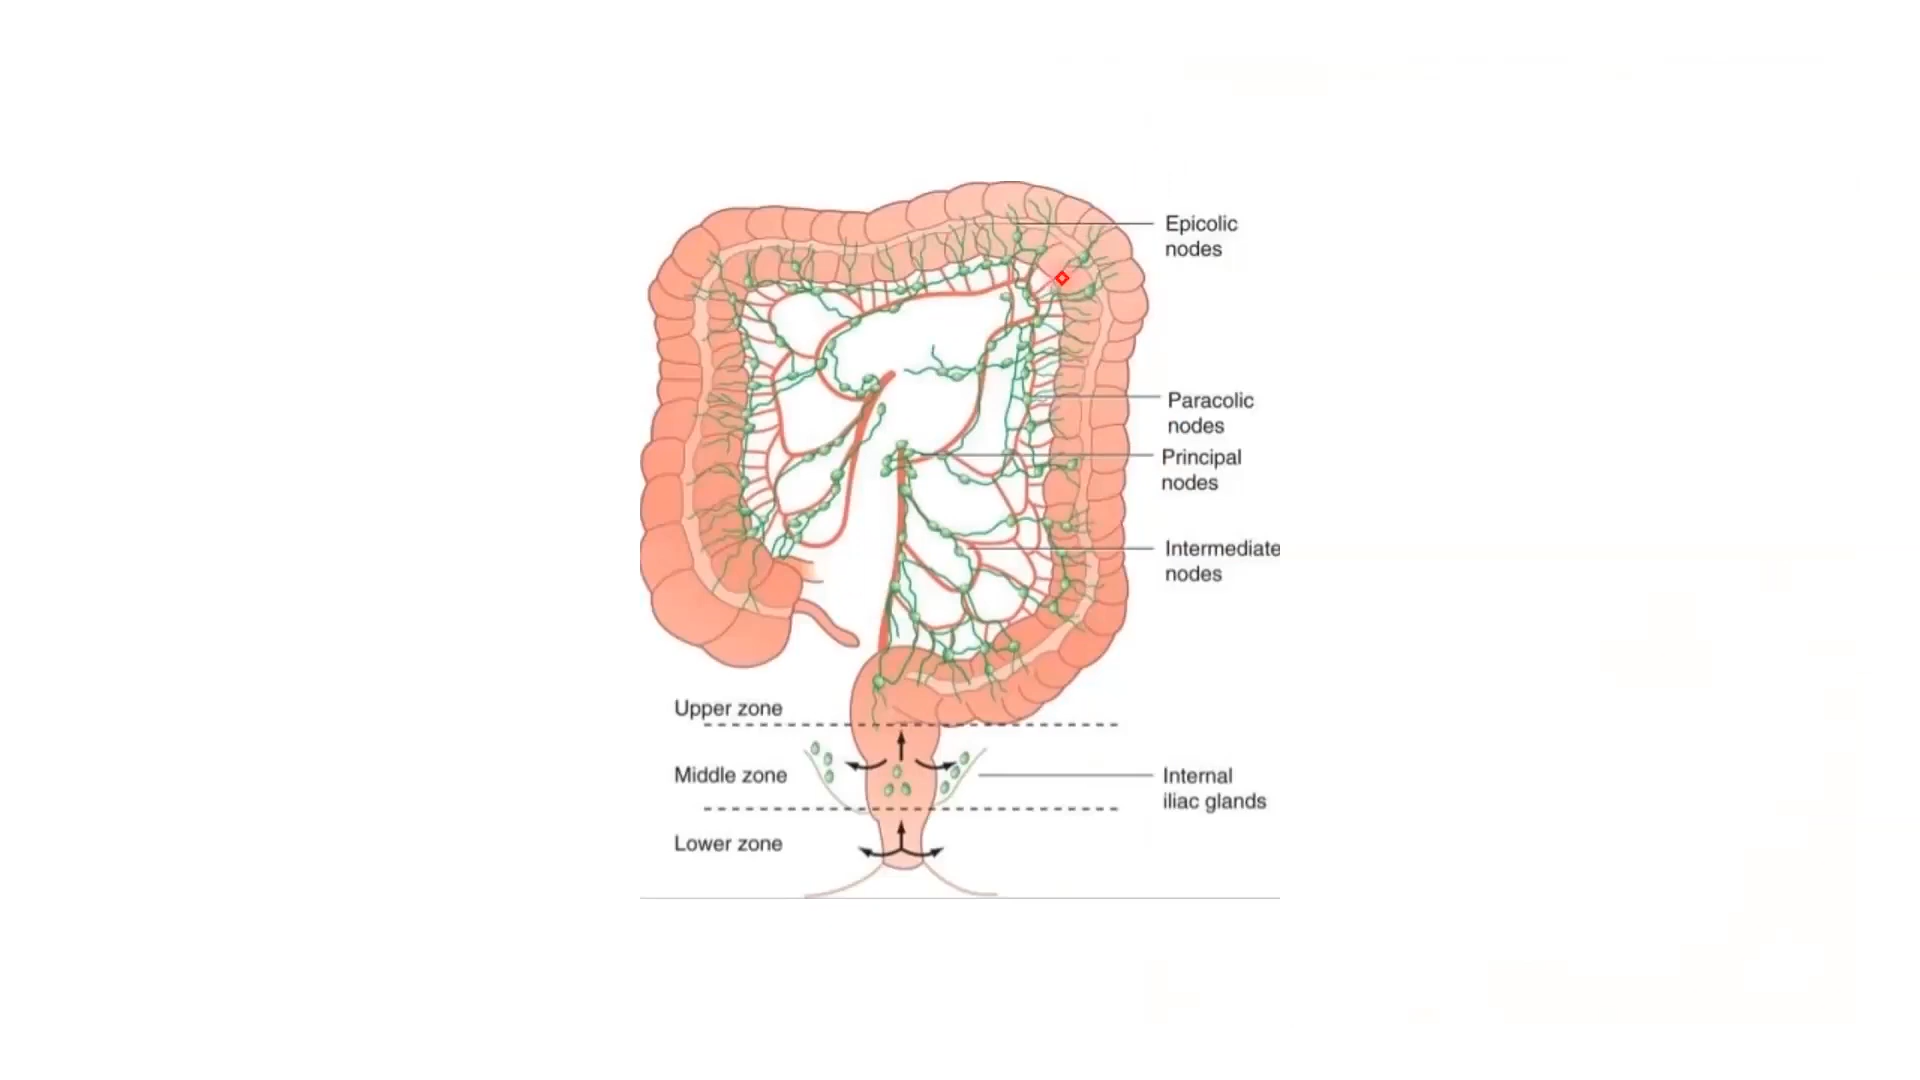 Epicolic
nodes
Paracolic
nodes
Principal
nodes
Intermediate
nodes
Upper zone
Middle zone
Internal
iliac glands
Lower zone